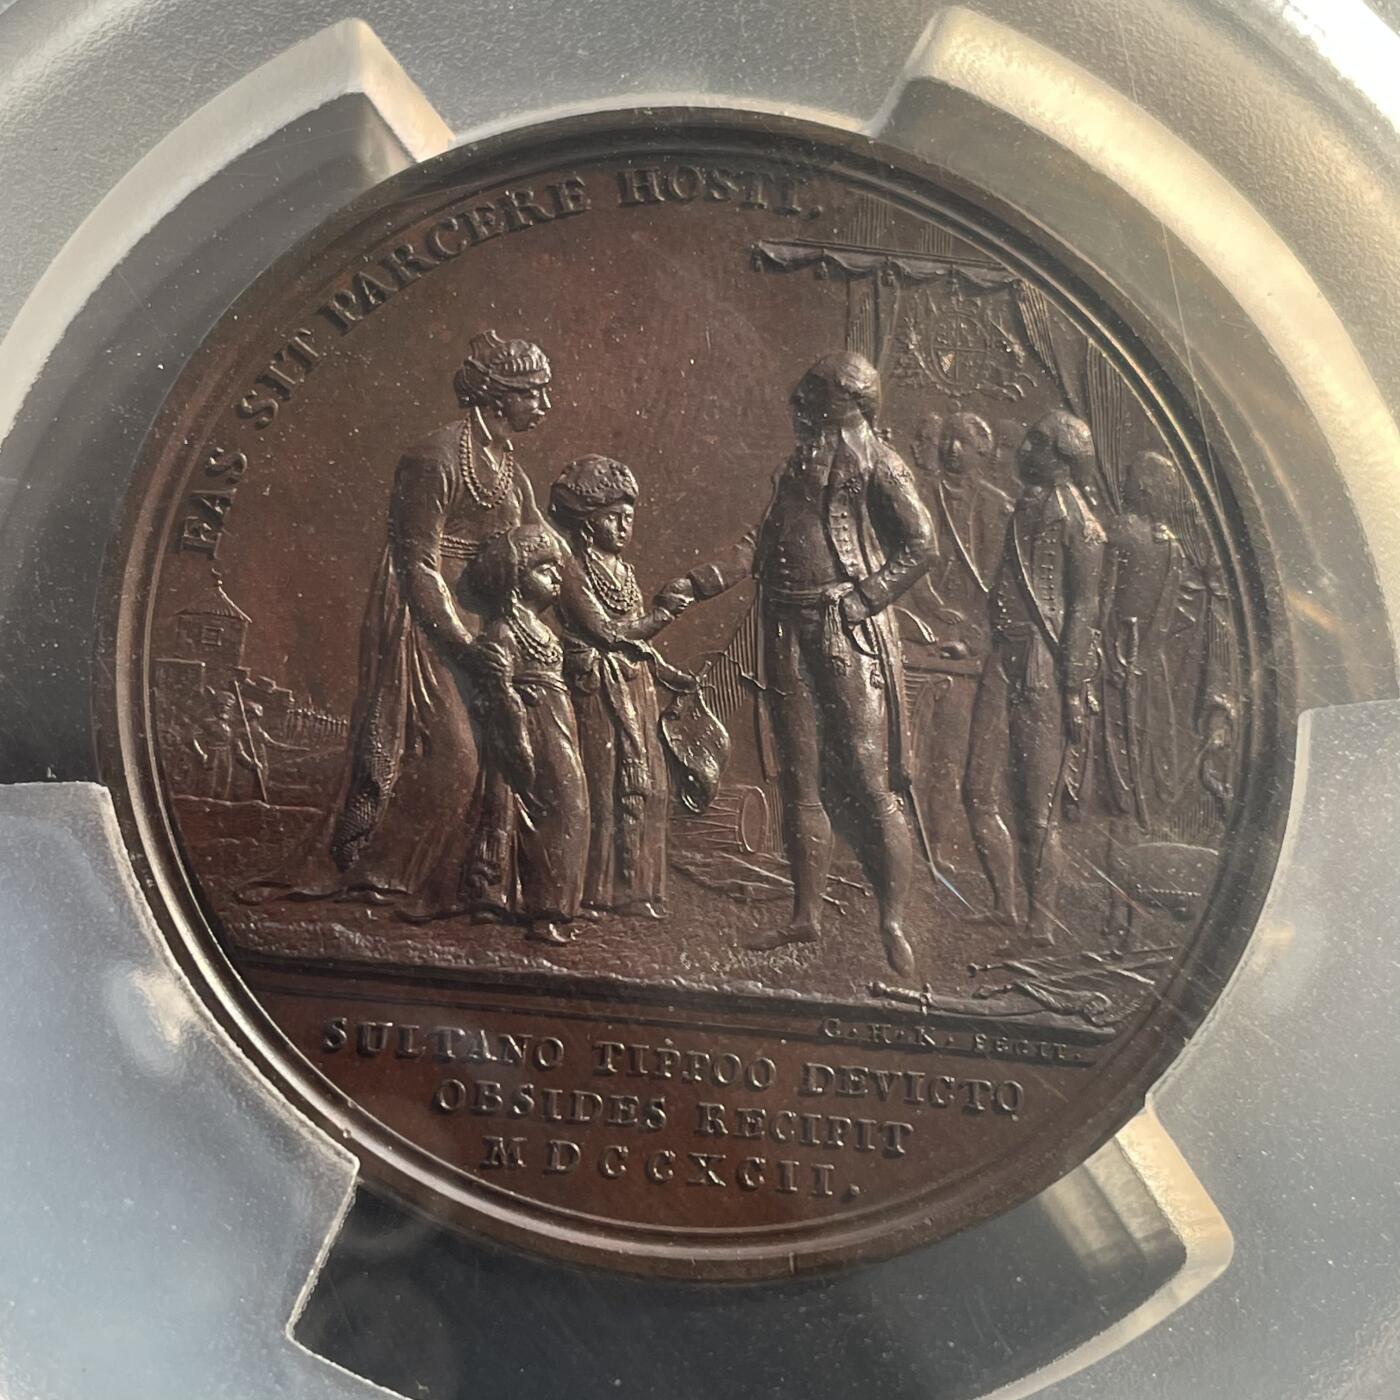 FAS SIT PARCERE HOSTI.
C. H. K. FECIT.
SULTANO TIPPOO DEVICTO
OBSIDES RECIPIT
MDCCXCII.